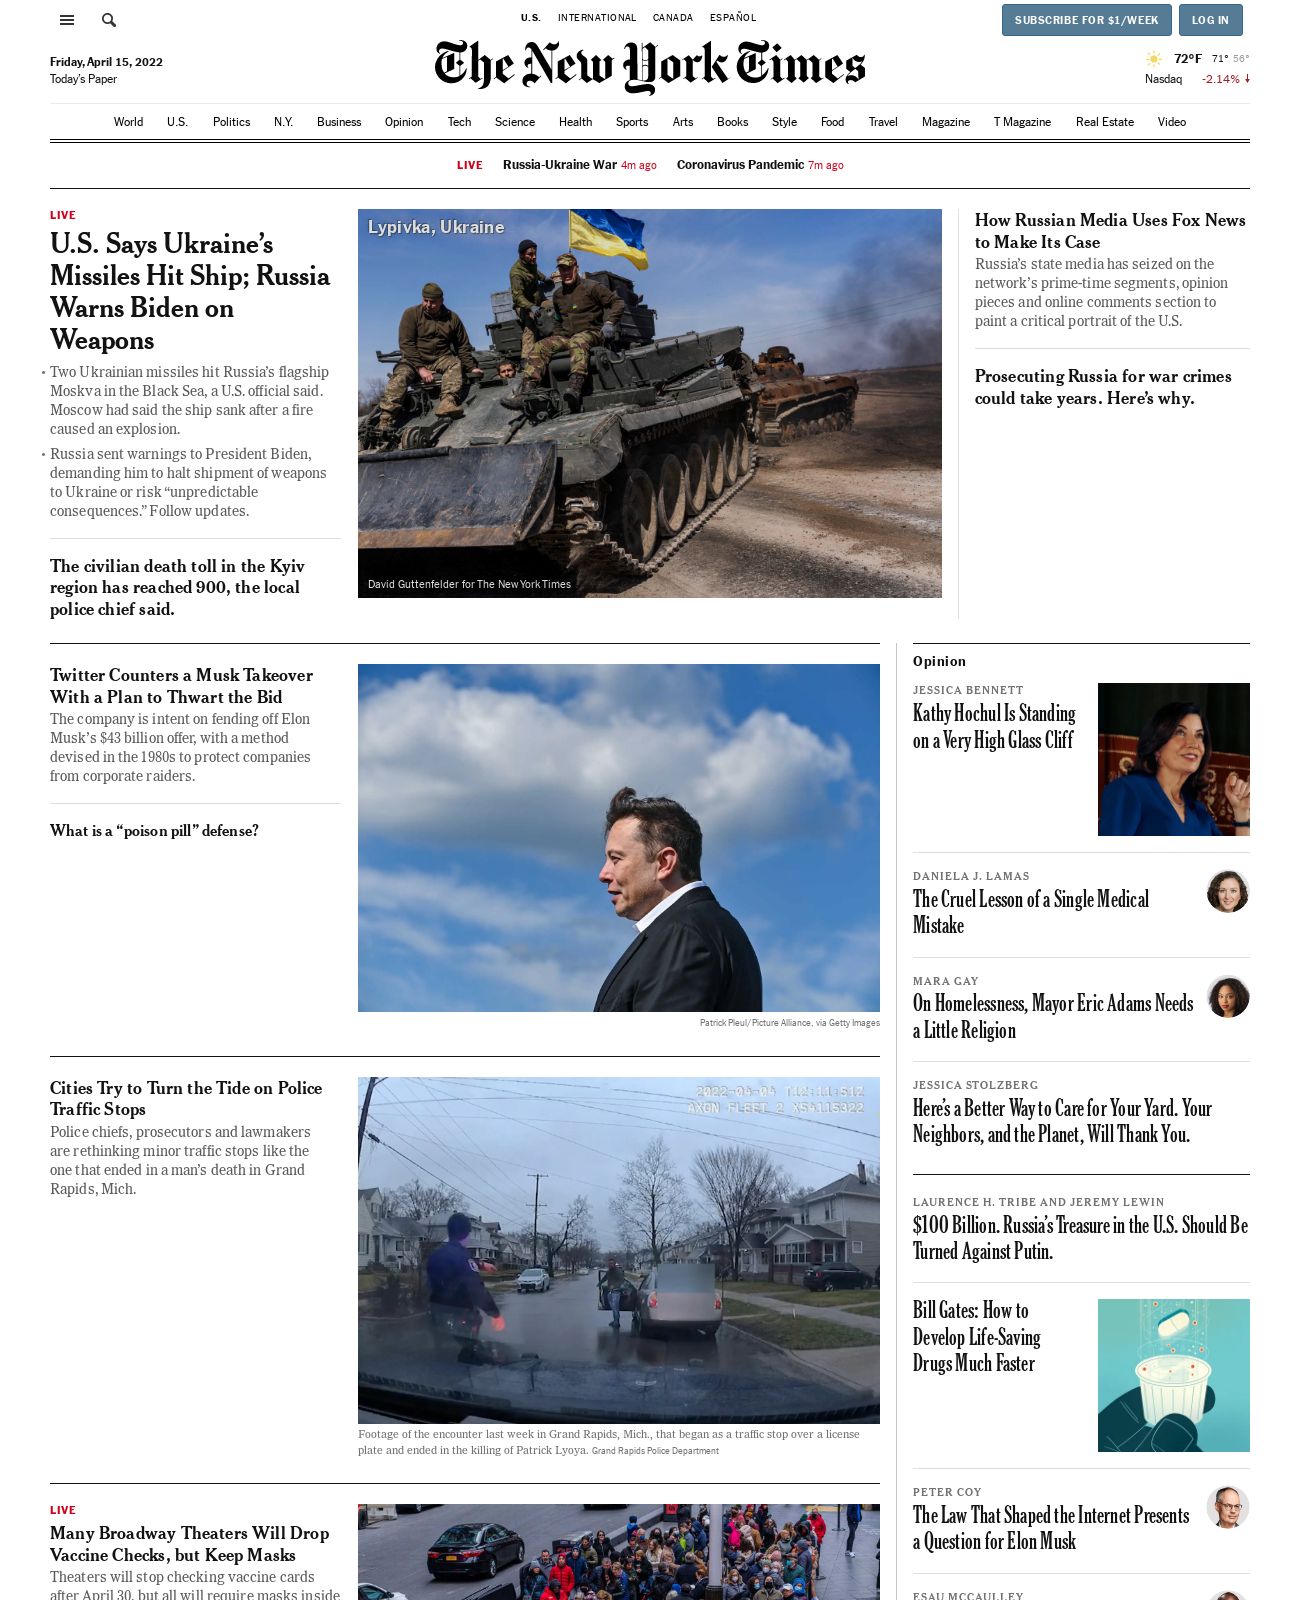 U.S.
INTERNATIONAL
CANADA
ESPAÑOL
SUBSCRIBE FOR $1/WEEK
LOG IN
Friday, April 15, 2022
Today's Paper
The New York Times
72°F 71° 56°
Nasdaq -2.14%
World
U.S.
Politics
N.Y.
Business
Opinion
Tech
Science
Health
Sports
Arts
Books
Style
Food
Travel
Magazine
T Magazine
Real Estate
Video
LIVE
Russia-Ukraine War 4m ago
Coronavirus Pandemic 7m ago
LIVE
U.S. Says Ukraine’s
Missiles Hit Ship; Russia
Warns Biden on
Weapons
• Two Ukrainian missiles hit Russia’s flagship
Moskva in the Black Sea, a U.S. official said.
Moscow had said the ship sank after a fire
caused an explosion.
• Russia sent warnings to President Biden,
demanding him to halt shipment of weapons
to Ukraine or risk “unpredictable
consequences.” Follow updates.
The civilian death toll in the Kyiv
region has reached 900, the local
police chief said.
Lypivka, Ukraine
David Guttenfelder for The New York Times
How Russian Media Uses Fox News
to Make Its Case
Russia’s state media has seized on the
network’s prime-time segments, opinion
pieces and online comments section to
paint a critical portrait of the U.S.
Prosecuting Russia for war crimes
could take years. Here’s why.
Twitter Counters a Musk Takeover
With a Plan to Thwart the Bid
The company is intent on fending off Elon
Musk’s $43 billion offer, with a method
devised in the 1980s to protect companies
from corporate raiders.
What is a “poison pill” defense?
Patrick Pleul/Picture Alliance, via Getty Images
Cities Try to Turn the Tide on Police
Traffic Stops
Police chiefs, prosecutors and lawmakers
are rethinking minor traffic stops like the
one that ended in a man’s death in Grand
Rapids, Mich.
2022-04-04 T12:11:51Z
AXON FLEET 2 X54115322
Footage of the encounter last week in Grand Rapids, Mich., that began as a traffic stop over a license
plate and ended in the killing of Patrick Lyoya. Grand Rapids Police Department
LIVE
Many Broadway Theaters Will Drop
Vaccine Checks, but Keep Masks
Theaters will stop checking vaccine cards
after April 30, but all will require masks inside
Opinion
JESSICA BENNETT
Kathy Hochul Is Standing
on a Very High Glass Cliff
DANIELA J. LAMAS
The Cruel Lesson of a Single Medical
Mistake
MARA GAY
On Homelessness, Mayor Eric Adams Needs
a Little Religion
JESSICA STOLZBERG
Here’s a Better Way to Care for Your Yard. Your
Neighbors, and the Planet, Will Thank You.
LAURENCE H. TRIBE AND JEREMY LEWIN
$100 Billion. Russia’s Treasure in the U.S. Should Be
Turned Against Putin.
Bill Gates: How to
Develop Life-Saving
Drugs Much Faster
PETER COY
The Law That Shaped the Internet Presents
a Question for Elon Musk
ESAU MCCAULLEY